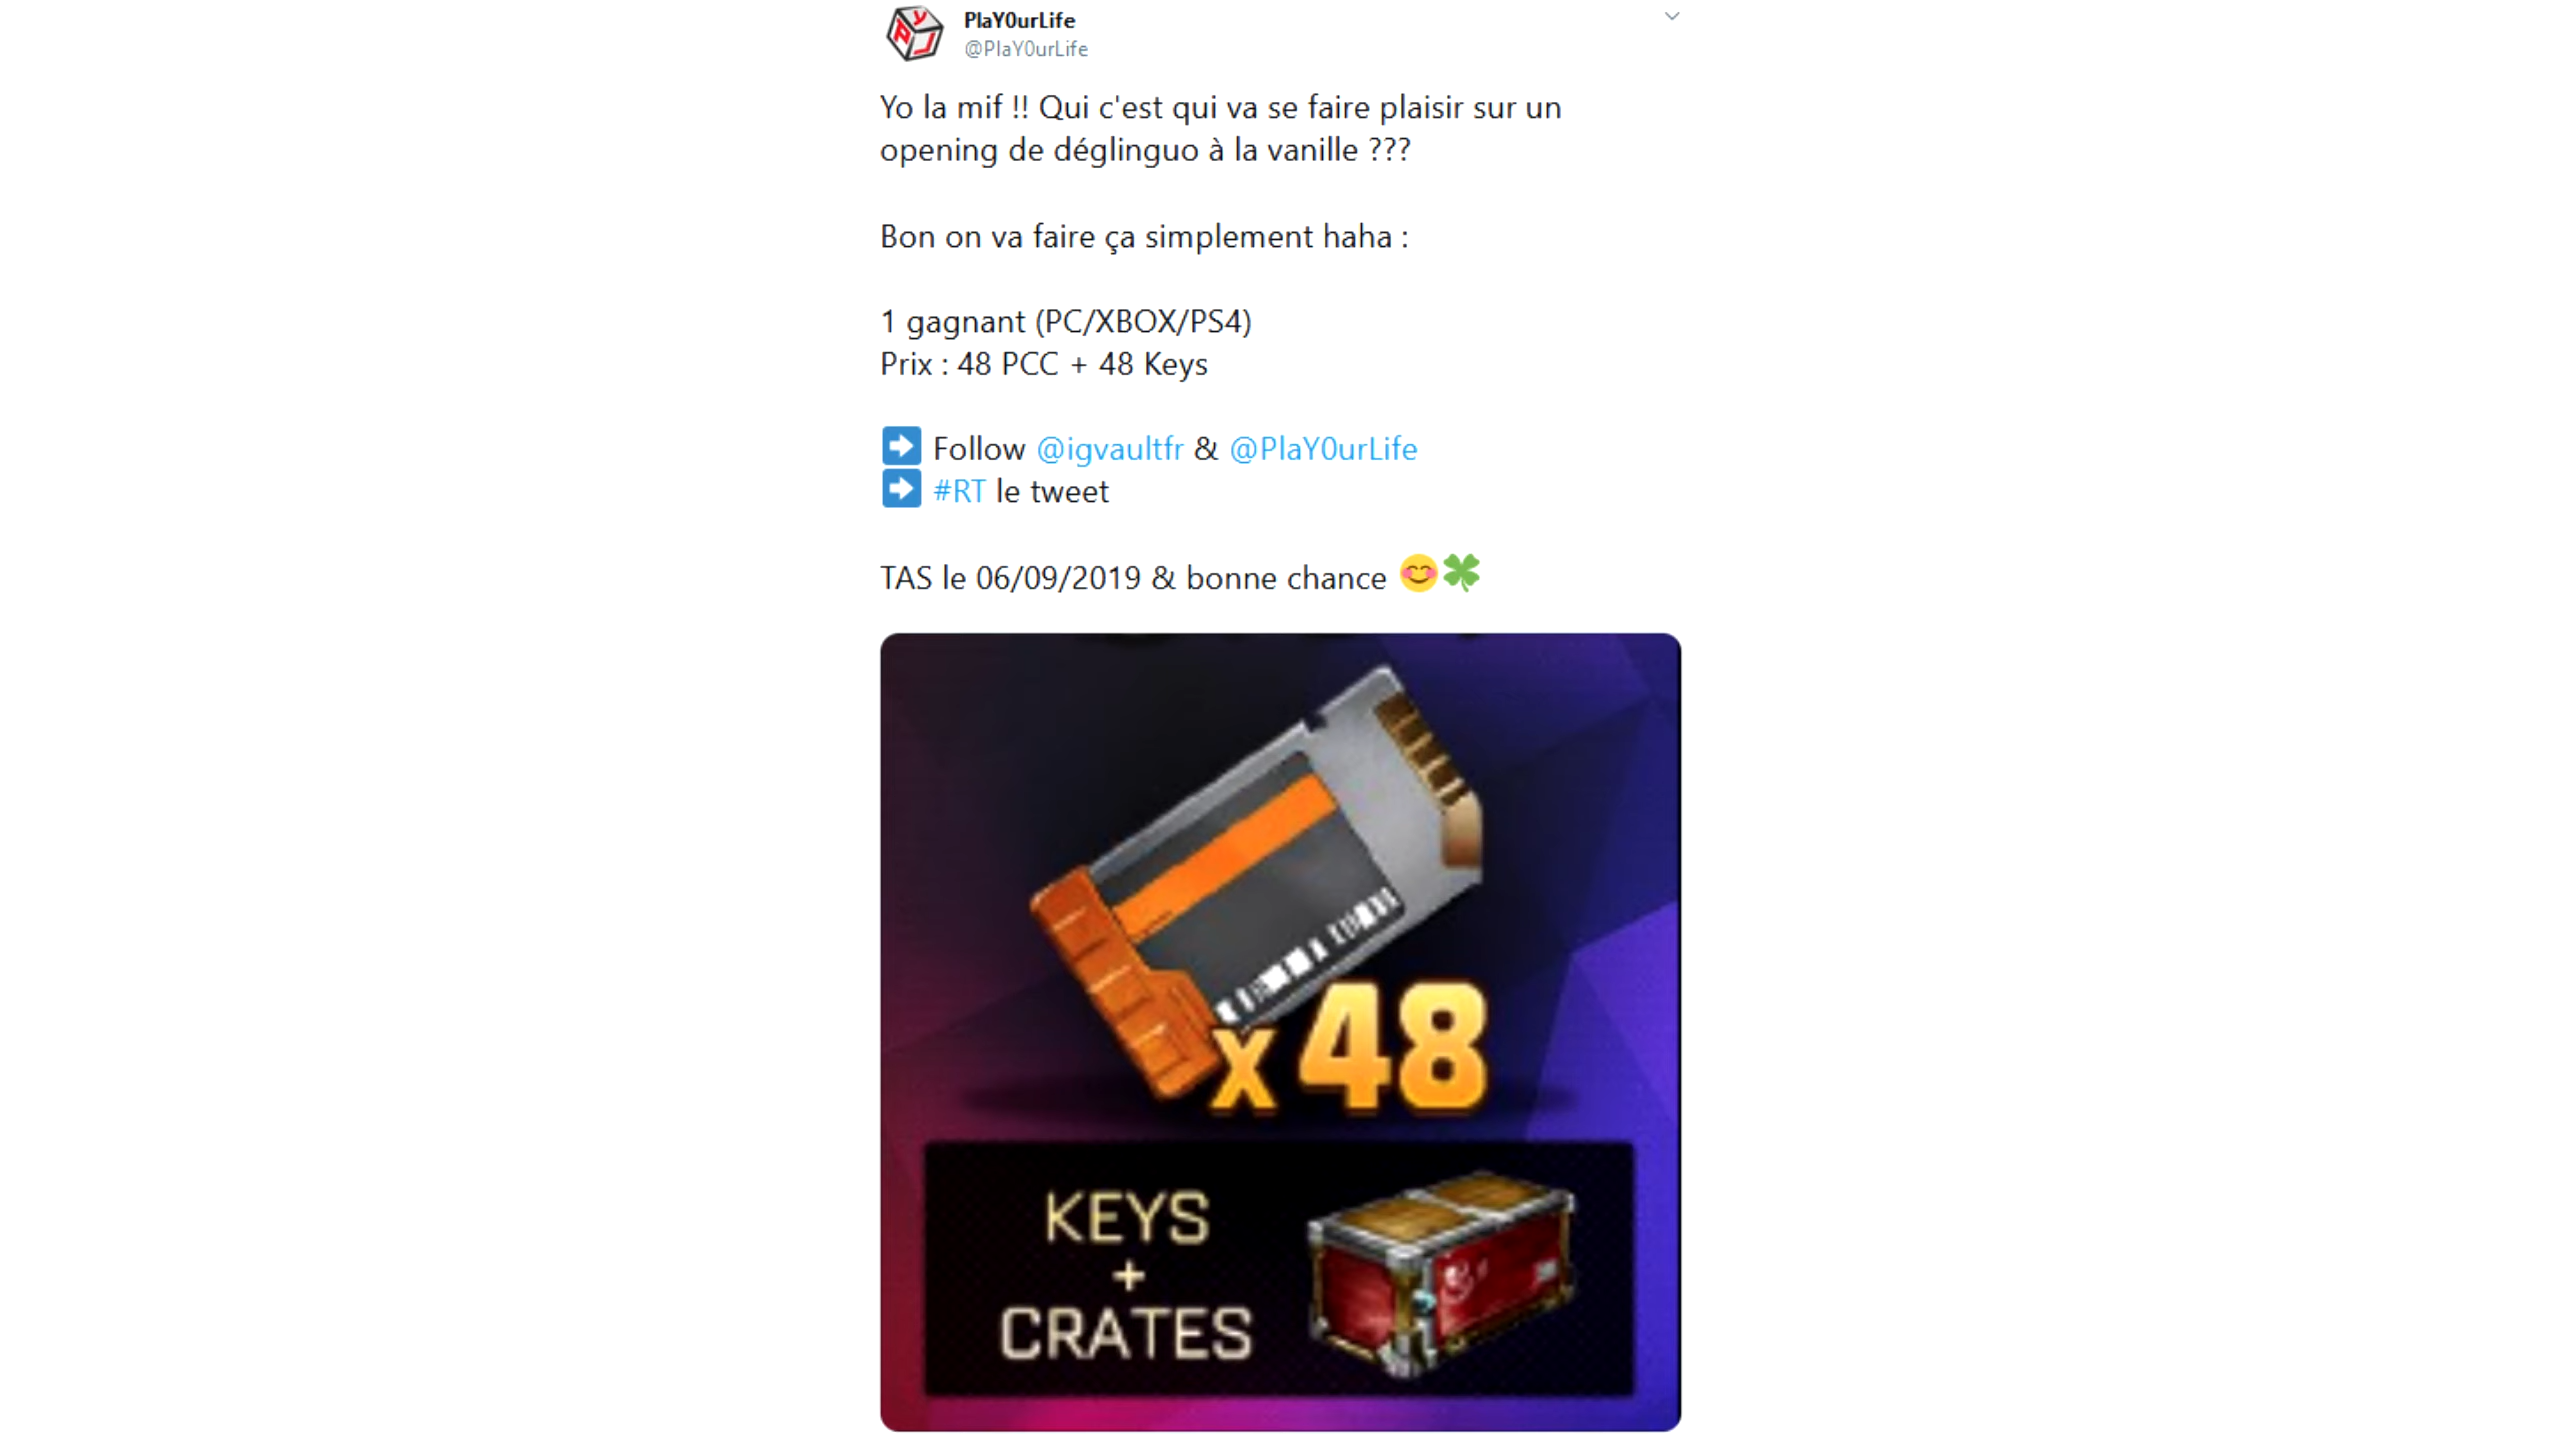 PlaY0urLife
@PlaY0urLife
Yo la mif !! Qui c'est qui va se faire plaisir sur un
opening de déglinguo à la vanille ???
Bon on va faire ça simplement haha :
1 gagnant (PC/XBOX/PS4)
Prix : 48 PCC + 48 Keys
➡️ Follow @igvaultfr & @PlaY0urLife
➡️ #RT le tweet
TAS le 06/09/2019 & bonne chance 😊🍀
x48
KEYS
+
CRATES